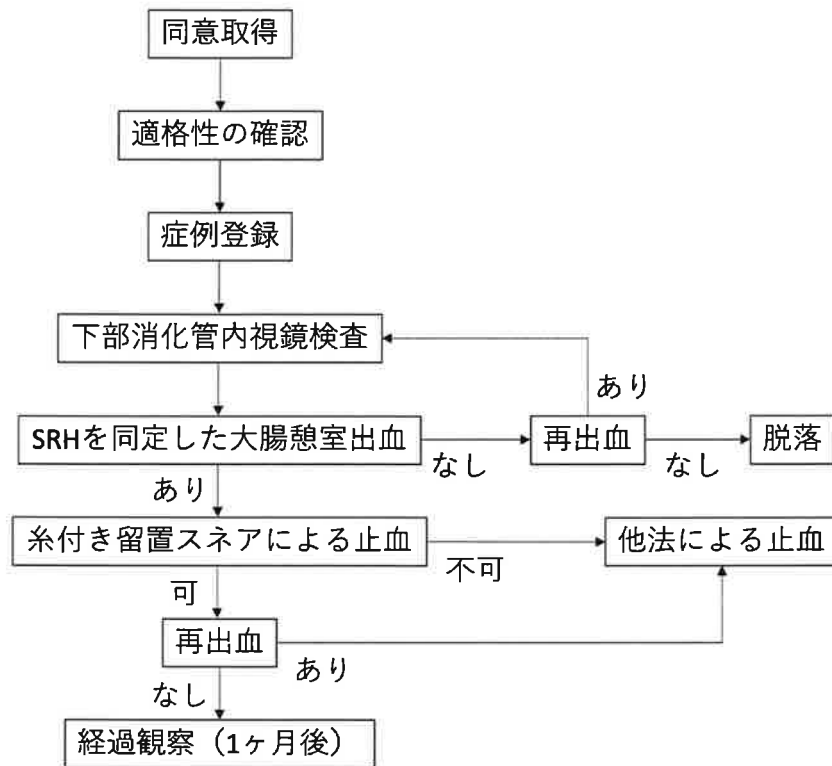 同意取得
適格性の確認
症例登録
下部消化管内視鏡検査
あり
SRHを同定した大腸憩室出血
なし
再出血
なし
脱落
あり
糸付き留置スネアによる止血
不可
他法による止血
可
再出血
あり
なし
経過観察（1ヶ月後）